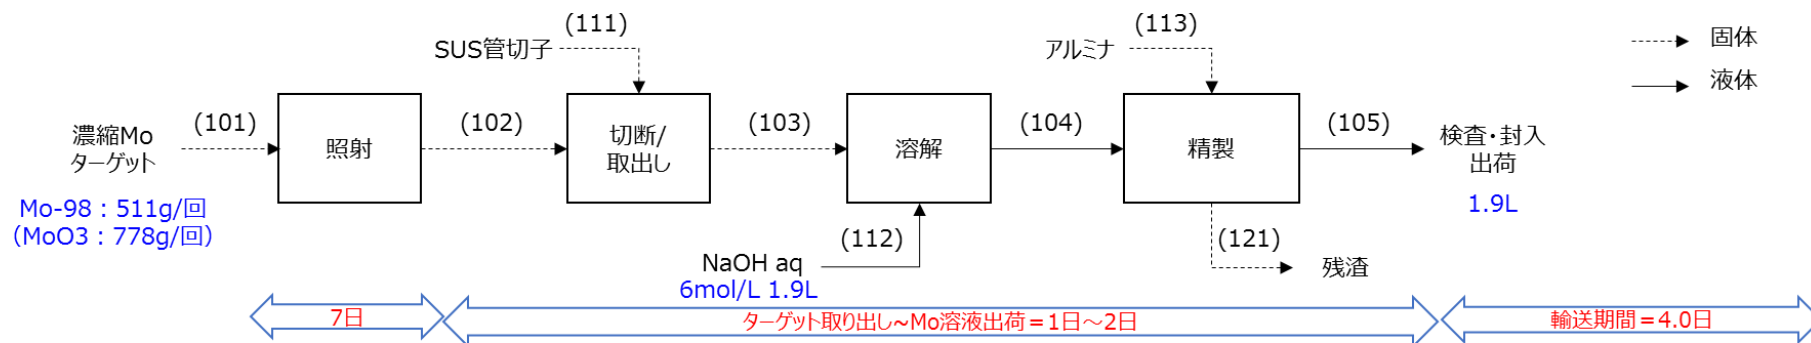 (111)
SUS管切子
(113)
アルミナ
固体
液体
濃縮Mo
ターゲット
(101)
照射
(102)
切断/
取出し
(103)
溶解
(104)
精製
(105)
検査・封入
出荷
Mo-98：511g/回
（MoO3：778g/回）
1.9L
(112)
NaOH aq
6mol/L 1.9L
(121)
残渣
7日
ターゲット取り出し~Mo溶液出荷＝1日～2日
輸送期間＝4.0日